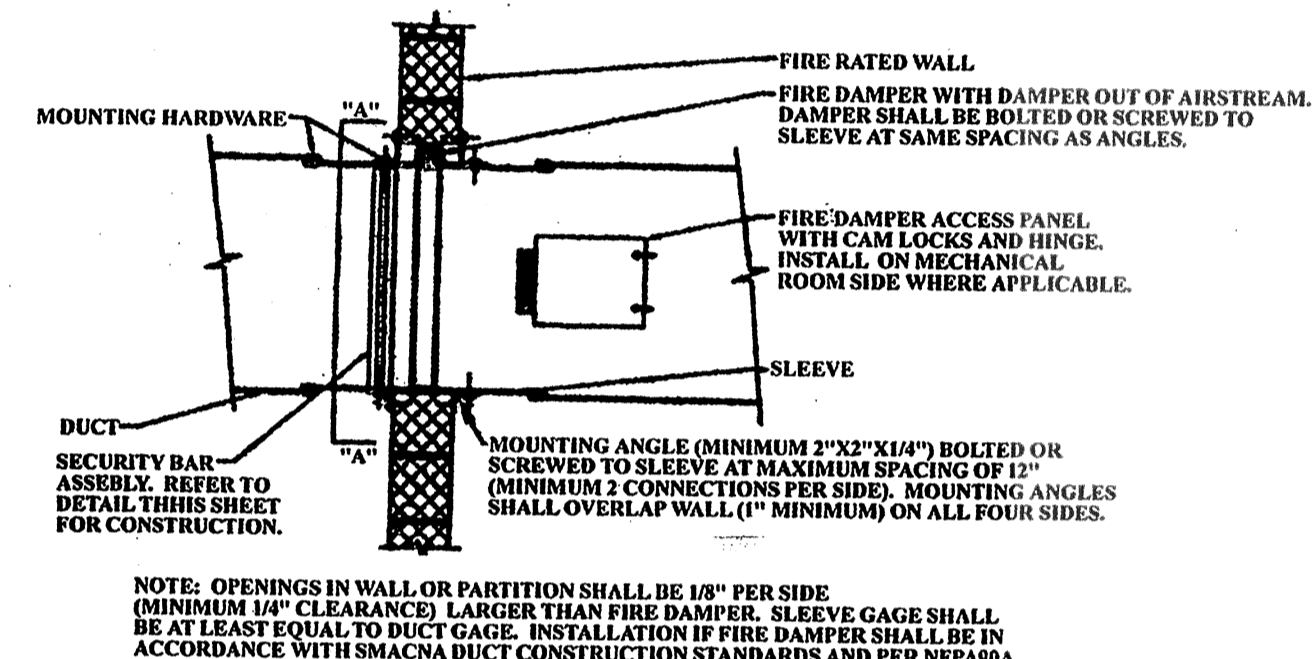 FIRE RATED WALL
FIRE DAMPER WITH DAMPER OUT OF AIRSTREAM.
DAMPER SHALL BE BOLTED OR SCREWED TO
SLEEVE AT SAME SPACING AS ANGLES.
MOUNTING HARDWARE
"A"
FIRE DAMPER ACCESS PANEL
WITH CAM LOCKS AND HINGE.
INSTALL ON MECHANICAL
ROOM SIDE WHERE APPLICABLE.
SLEEVE
DUCT
"A"
SECURITY BAR
ASSEBLY. REFER TO
DETAIL THHIS SHEET
FOR CONSTRUCTION.
MOUNTING ANGLE (MINIMUM 2"X2"X1/4") BOLTED OR
SCREWED TO SLEEVE AT MAXIMUM SPACING OF 12"
(MINIMUM 2 CONNECTIONS PER SIDE). MOUNTING ANGLES
SHALL OVERLAP WALL (1" MINIMUM) ON ALL FOUR SIDES.
NOTE: OPENINGS IN WALL OR PARTITION SHALL BE 1/8" PER SIDE
(MINIMUM 1/4" CLEARANCE) LARGER THAN FIRE DAMPER. SLEEVE GAGE SHALL
BE AT LEAST EQUAL TO DUCT GAGE. INSTALLATION IF FIRE DAMPER SHALL BE IN
ACCORDANCE WITH SMACNA DUCT CONSTRUCTION STANDARDS AND PER NFPA90A